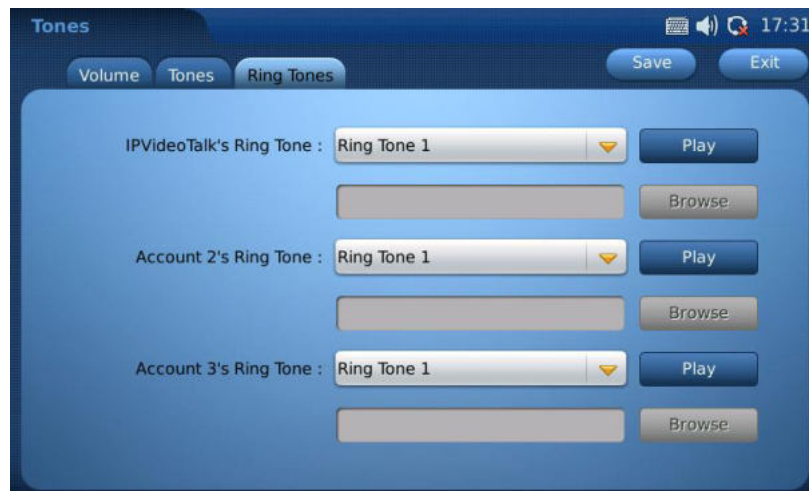 Tones 17:31
Volume Tones Ring Tones Save Exit
IPVideoTalk's Ring Tone : Ring Tone 1 Play
Browse
Account 2's Ring Tone : Ring Tone 1 Play
Browse
Account 3's Ring Tone : Ring Tone 1 Play
Browse